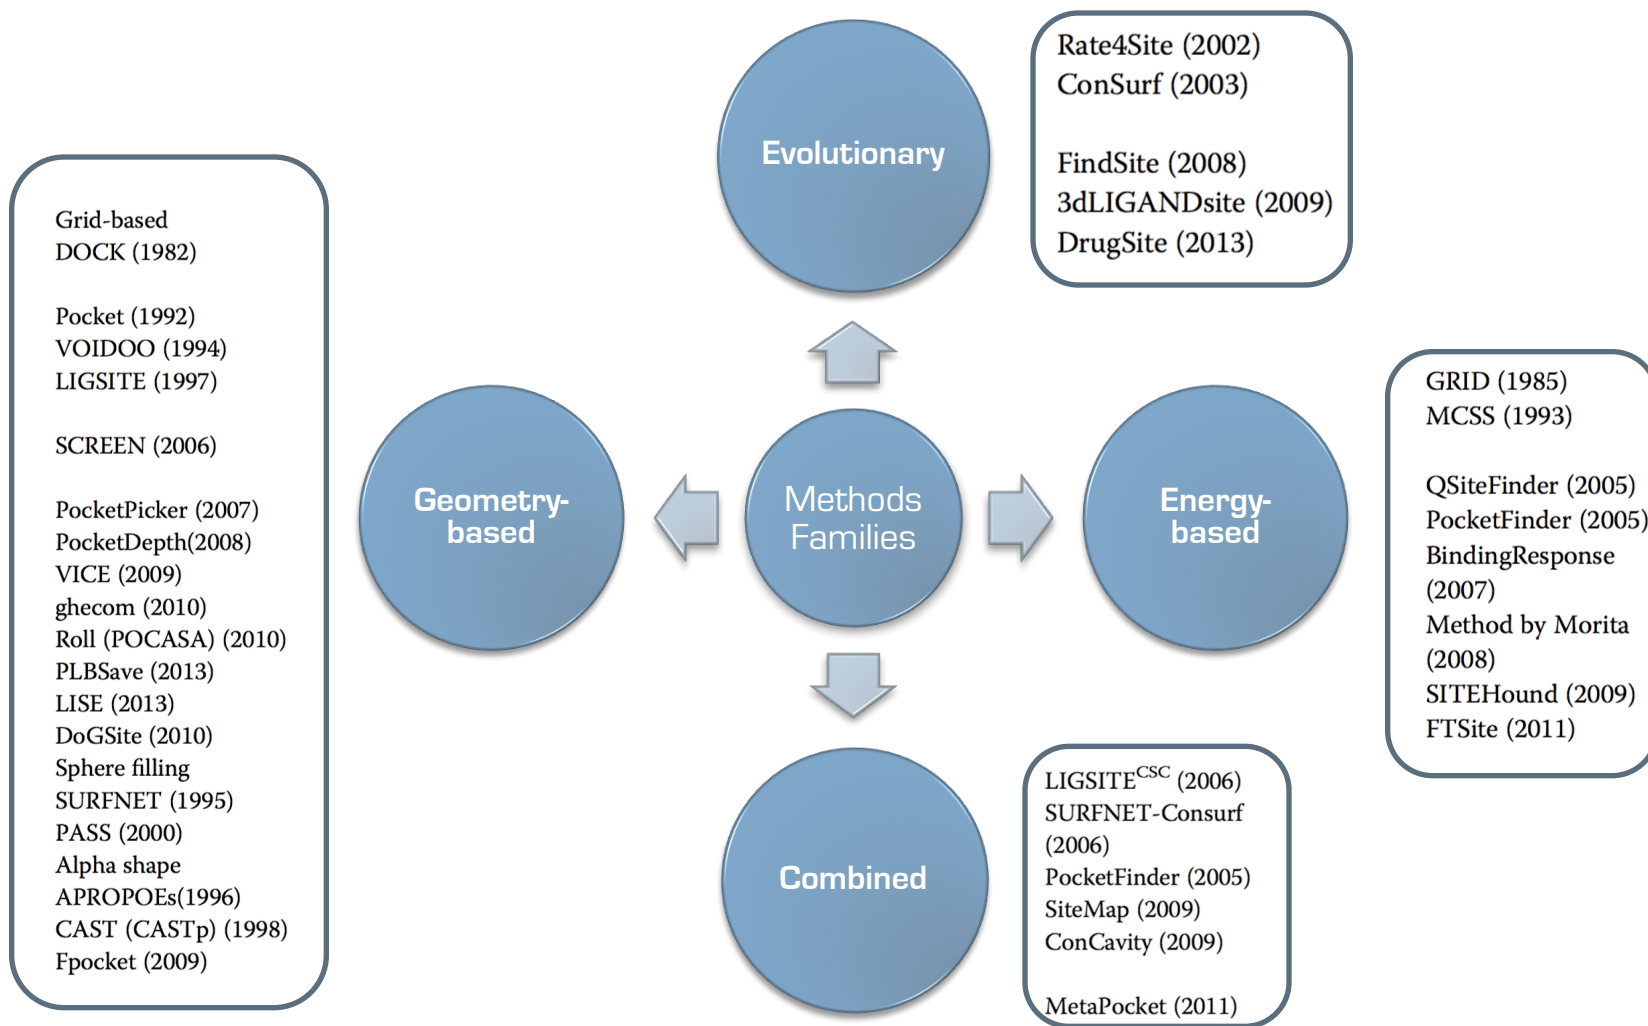 Evolutionary
Rate4Site (2002)
ConSurf (2003)
FindSite (2008)
3dLIGANDsite (2009)
DrugSite (2013)
Grid-based
DOCK (1982)
Pocket (1992)
VOIDOO (1994)
LIGSITE (1997)
SCREEN (2006)
PocketPicker (2007)
PocketDepth(2008)
VICE (2009)
ghecom (2010)
Roll (POCASA) (2010)
PLBSave (2013)
LISE (2013)
DoGSite (2010)
Sphere filling
SURFNET (1995)
PASS (2000)
Alpha shape
APROPOEs(1996)
CAST (CASTp) (1998)
Fpocket (2009)
Geometry-
based
Methods
Families
Energy-
based
GRID (1985)
MCSS (1993)
QSiteFinder (2005)
PocketFinder (2005)
BindingResponse
(2007)
Method by Morita
(2008)
SITEHound (2009)
FTSite (2011)
Combined
LIGSITE^CSC (2006)
SURFNET-Consurf
(2006)
PocketFinder (2005)
SiteMap (2009)
ConCavity (2009)
MetaPocket (2011)